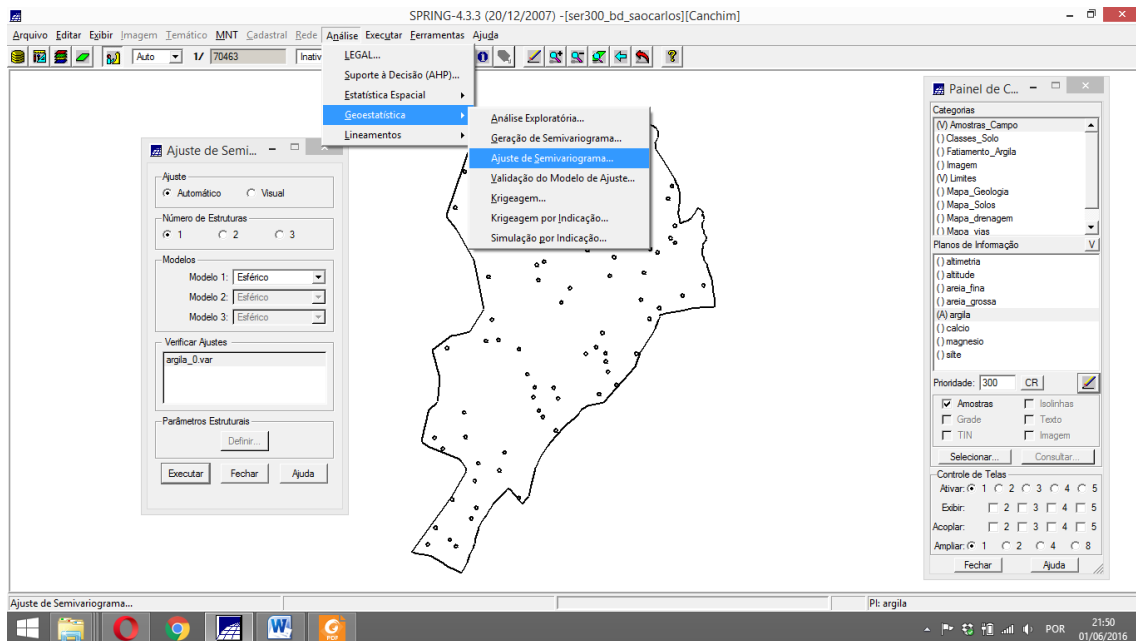 SPRING-4.3.3 (20/12/2007) -[ser300_bd_saocarlos][Canchim]
Arquivo Editar Exibir Imagem Temático MNT Cadastral Rede Análise Executar Ferramentas Ajuda
Auto 1/ 70463 Inativ
LEGAL...
Suporte à Decisão (AHP)...
Estatística Espacial
Geoestatística
Lineamentos
Análise Exploratória...
Geração de Semivariograma...
Ajuste de Semivariograma...
Validação do Modelo de Ajuste...
Krigeagem...
Krigeagem por Indicação...
Simulação por Indicação...
Ajuste de Semi...
Ajuste
Automático Visual
Número de Estruturas
1 2 3
Modelos
Modelo 1: Esférico
Modelo 2: Esférico
Modelo 3: Esférico
Verificar Ajustes
argila_0.var
Parâmetros Estruturais
Definir...
Executar Fechar Ajuda
Painel de C...
Categorias
(V) Amostras_Campo
( ) Classes_Solo
( ) Fatiamento_Argila
( ) Imagem
(V) Limites
( ) Mapa_Geologia
( ) Mapa_Solos
( ) Mapa_drenagem
( ) Mapa_vias
Planos de Informação V
( ) altimetria
( ) altitude
( ) areia_fina
( ) areia_grossa
(A) argila
( ) calcio
( ) magnesio
( ) silte
Prioridade: 300 CR
Amostras Isolinhas
Grade Texto
TIN Imagem
Selecionar... Consultar...
Controle de Telas
Ativar: 1 2 3 4 5
Exibir: 2 3 4 5
Acoplar: 2 3 4 5
Ampliar: 1 2 4 8
Fechar Ajuda
Ajuste de Semivariograma... PI: argila
PDF
POR
21:50
01/06/2016